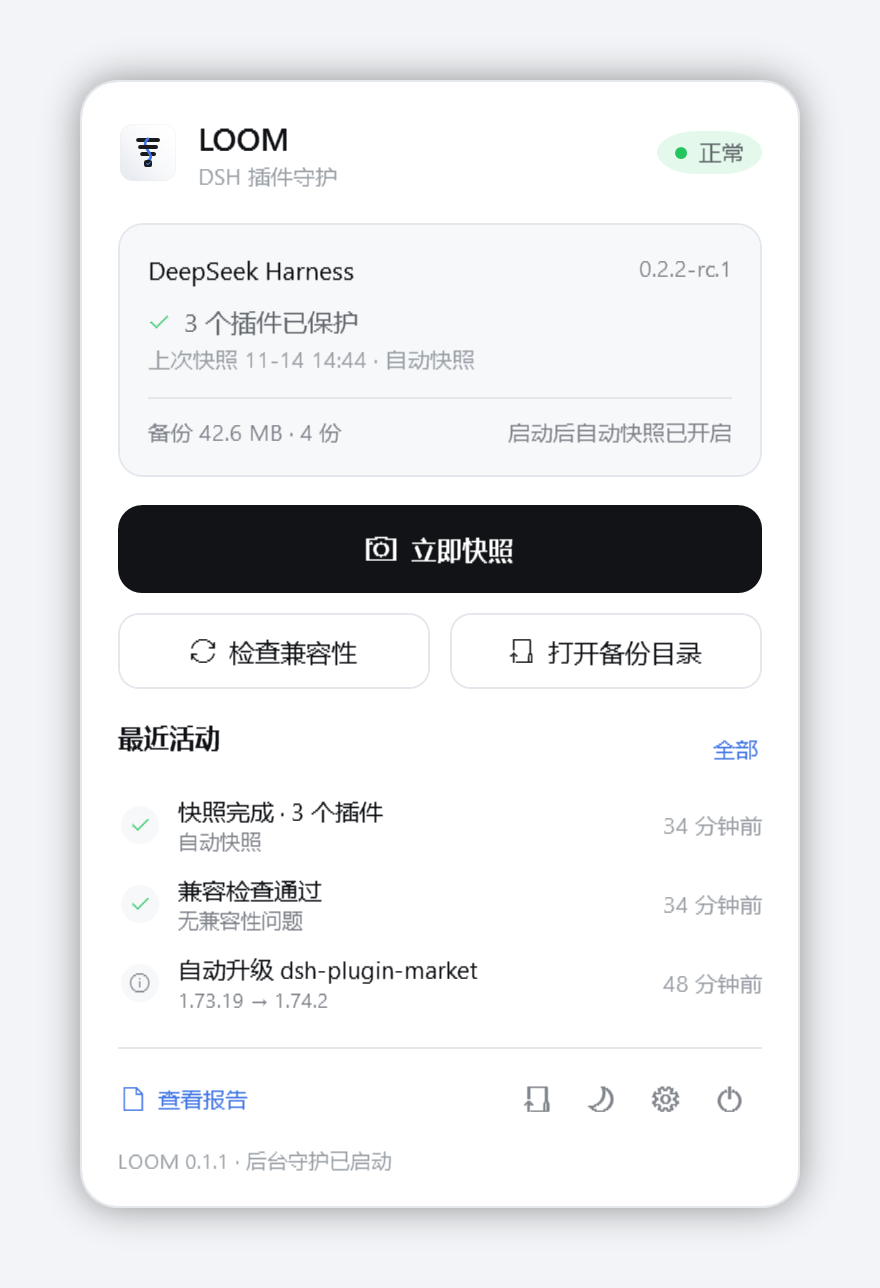 LOOM
DSH 插件守护
正常
DeepSeek Harness
0.2.2-rc.1
3 个插件已保护
上次快照 11-14 14:44 · 自动快照
备份 42.6 MB · 4 份
启动后自动快照已开启
立即快照
检查兼容性
打开备份目录
最近活动
全部
快照完成 · 3 个插件
自动快照
34 分钟前
兼容检查通过
无兼容性问题
34 分钟前
自动升级 dsh-plugin-market
1.73.19 → 1.74.2
48 分钟前
查看报告
LOOM 0.1.1 · 后台守护已启动